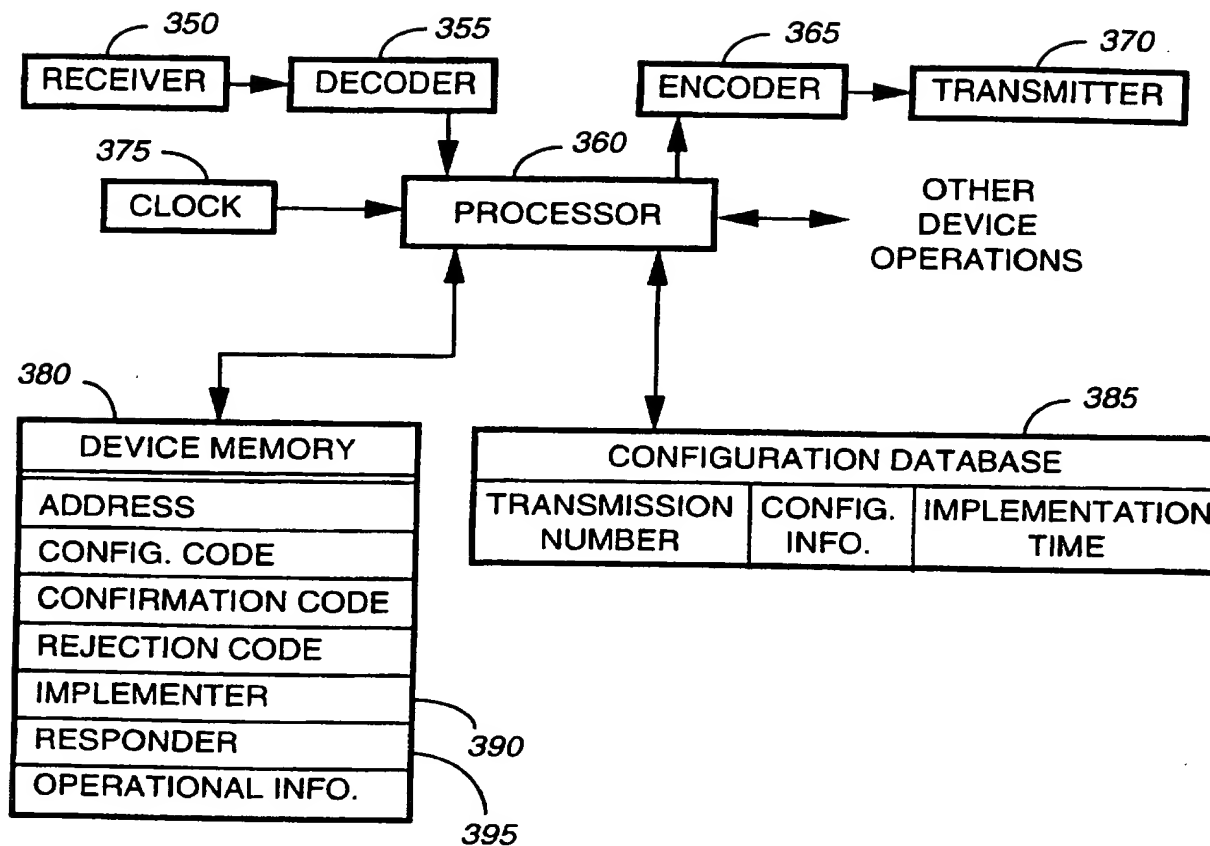 350
355
365
370
RECEIVER
DECODER
ENCODER
TRANSMITTER
375
360
CLOCK
PROCESSOR
OTHER
DEVICE
OPERATIONS
380
385
DEVICE MEMORY
ADDRESS
CONFIG. CODE
CONFIRMATION CODE
REJECTION CODE
IMPLEMENTER
RESPONDER
OPERATIONAL INFO.
390
395
CONFIGURATION DATABASE
TRANSMISSION
NUMBER
CONFIG.
INFO.
IMPLEMENTATION
TIME